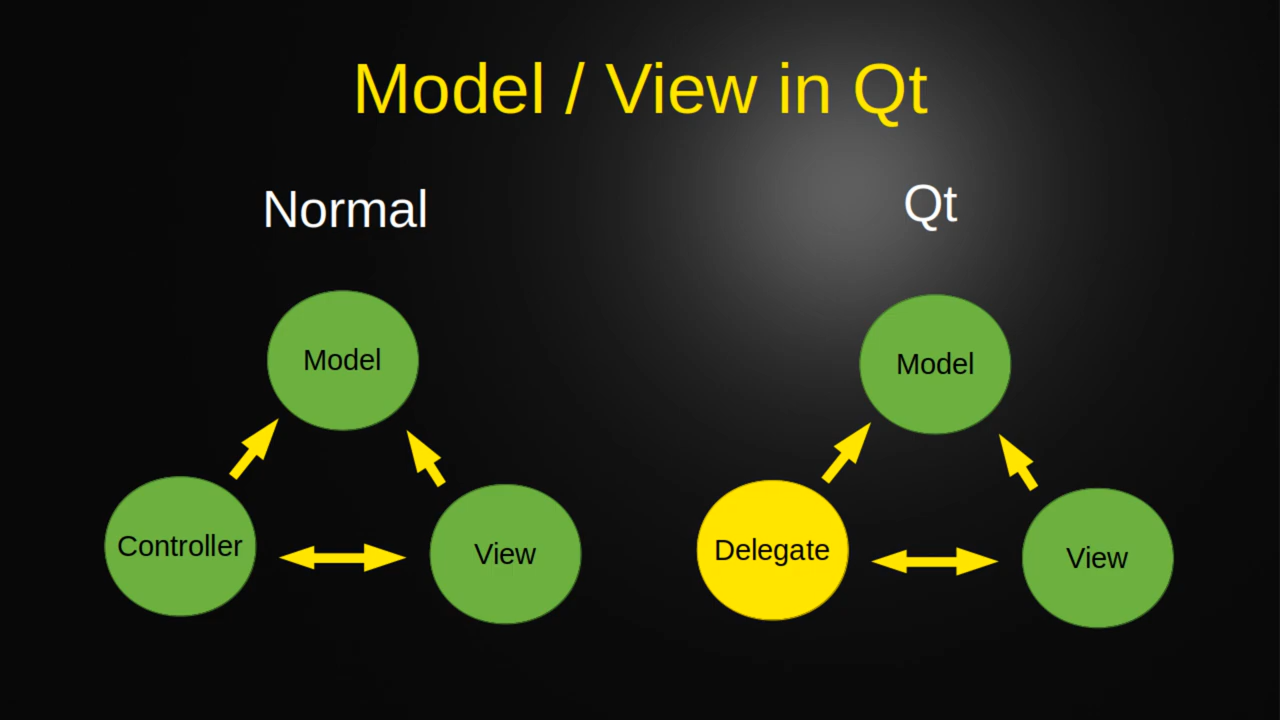 Model / View in Qt
Normal
Qt
Model
Controller
View
Model
Delegate
View